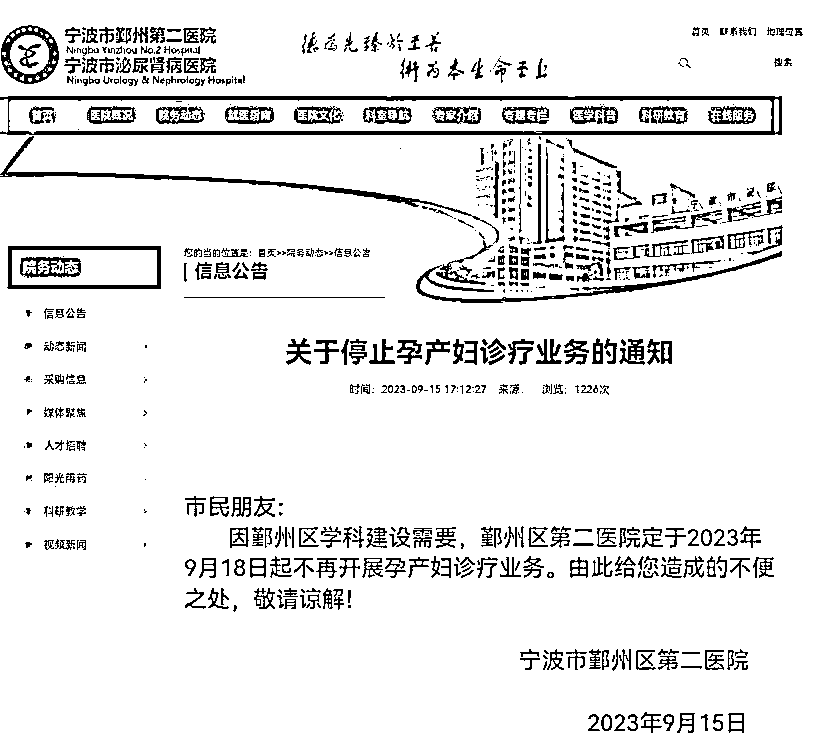 宁波市鄞州第二医院
Ningbo Yinzhou No.2 Hospital
宁波市泌尿肾病医院
Ningbo Urology & Nephrology Hospital
德为先臻於至善
術为本生命至上
首页 联系我们 地理位置
搜索
首页 医院概况 院务动态 就医指南 医院文化 科室导航 专家介绍 专题专栏 医学科普 科研教育 在线服务
院务动态
信息公告
动态新闻
采购信息
媒体聚焦
人才招聘
阳光用药
科研教学
视频新闻
您的当前位置是：首页>>院务动态>>信息公告
信息公告
关于停止孕产妇诊疗业务的通知
时间：2023-09-15 17:12:27 来源： 浏览：1226次
市民朋友：
因鄞州区学科建设需要，鄞州区第二医院定于2023年
9月18日起不再开展孕产妇诊疗业务。由此给您造成的不便
之处，敬请谅解！
宁波市鄞州区第二医院
2023年9月15日